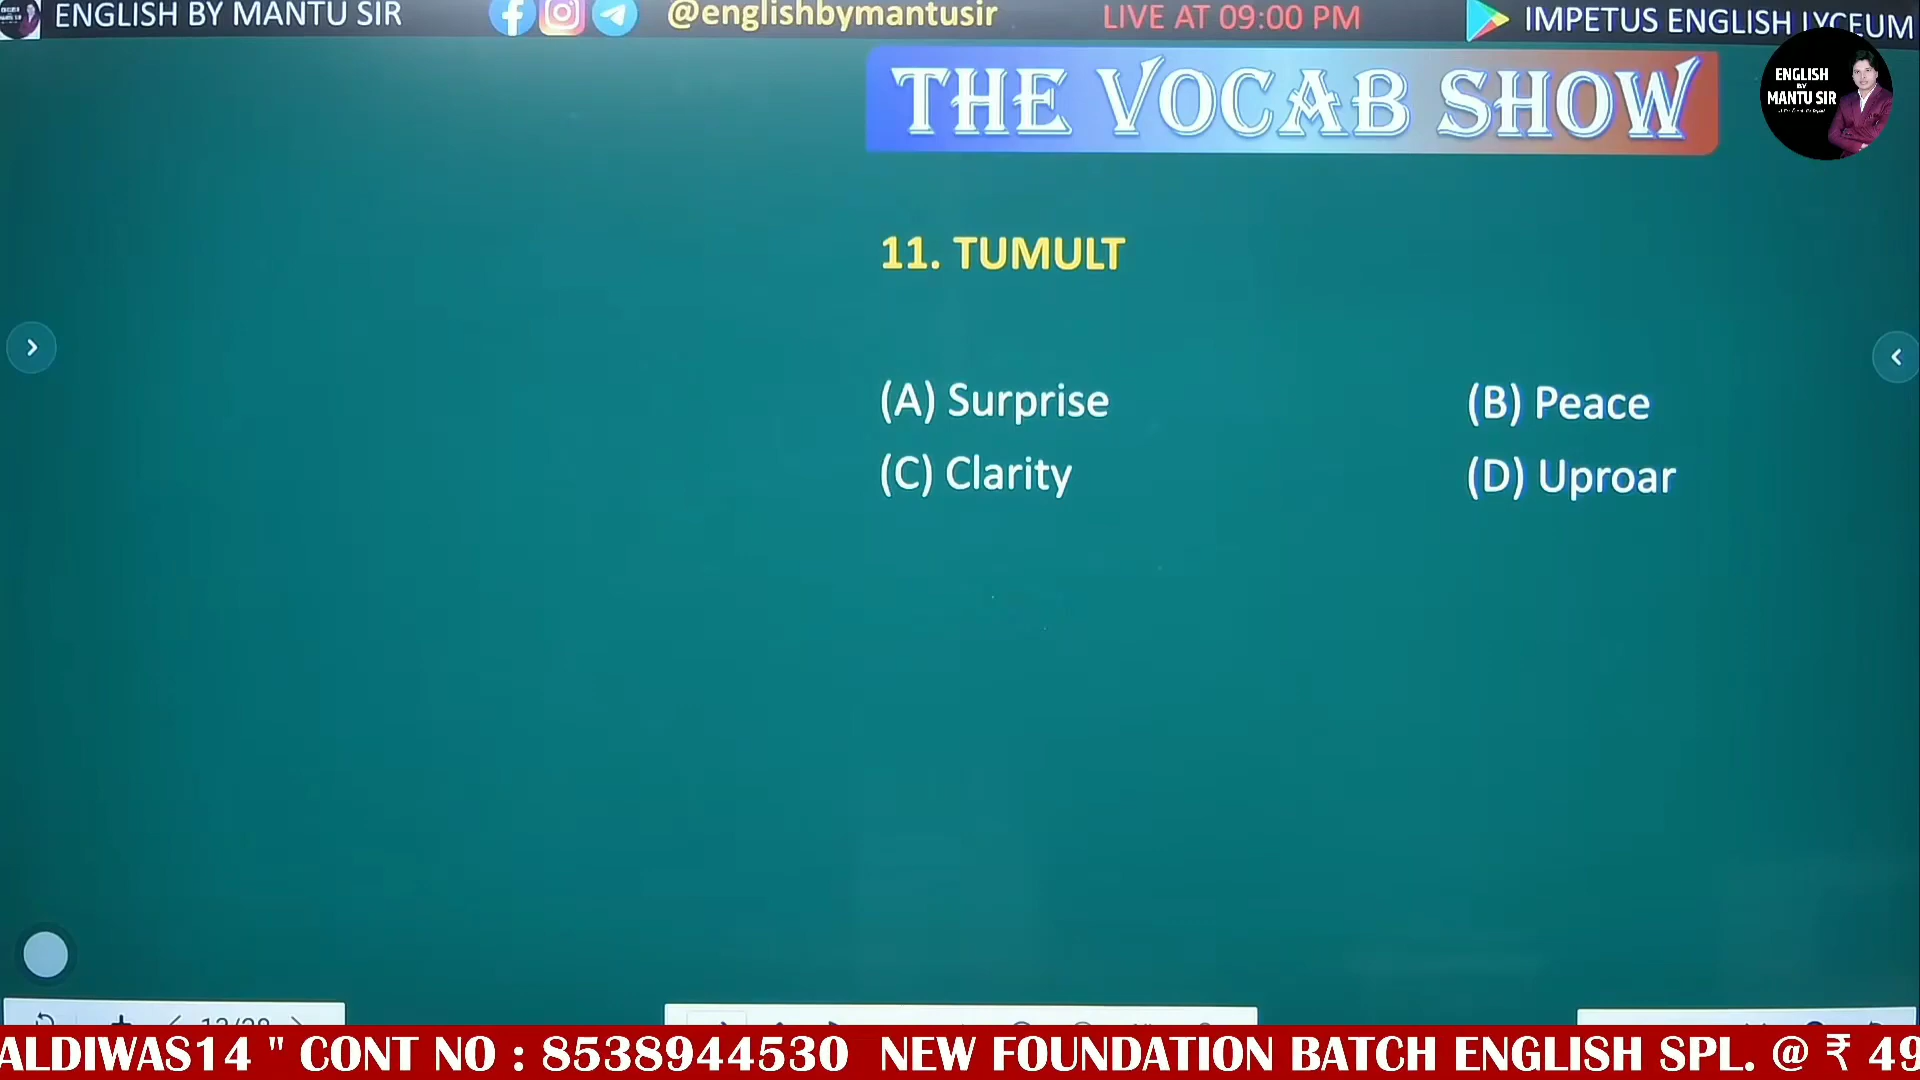 ENGLISH BY MANTU SIR @englishbymantusir LIVE AT 09:00 PM IMPETUS ENGLISH LYCEUM
ENGLISH
BY
MANTU SIR
THE VOCAB SHOW
11. TUMULT
(A) Surprise (B) Peace
(C) Clarity (D) Uproar
ALDIWAS14 " CONT NO : 8538944530 NEW FOUNDATION BATCH ENGLISH SPL. @ ₹ 49